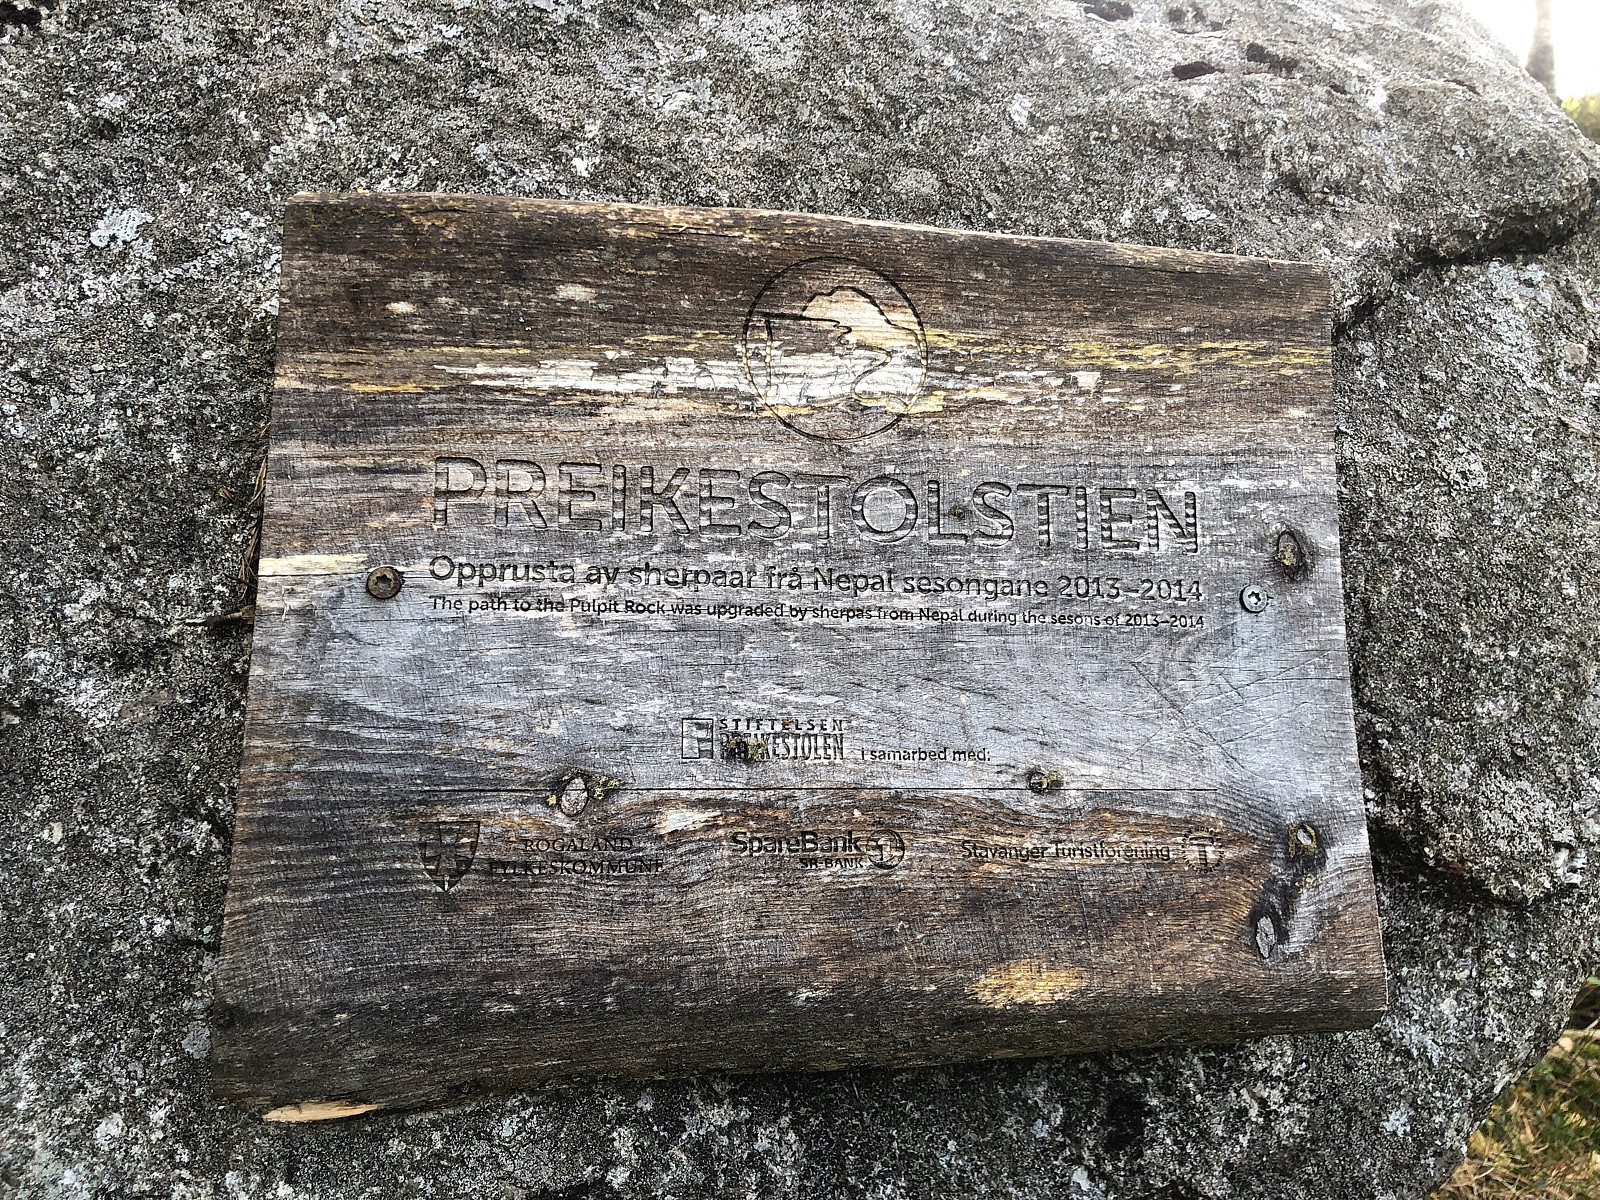 PREIKESTOLSTIEN
Opprusta av sherpaar frå Nepal sesongane 2013–2014
The path to the Pulpit Rock was upgraded by sherpas from Nepal during the sesons of 2013–2014
STIFTELSEN
PREIKESTOLEN i samarbed med:
ROGALAND
FYLKESKOMMUNE
SpareBank 1
SR-BANK
Stavanger Turistforening T